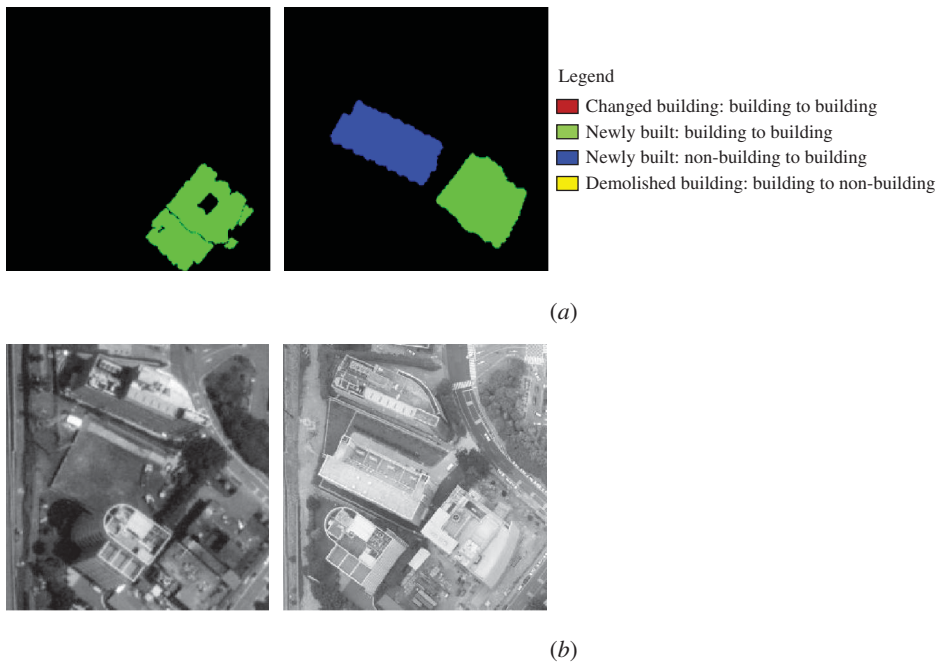 Legend
Changed building: building to building
Newly built: building to building
Newly built: non-building to building
Demolished building: building to non-building
(a)
(b)